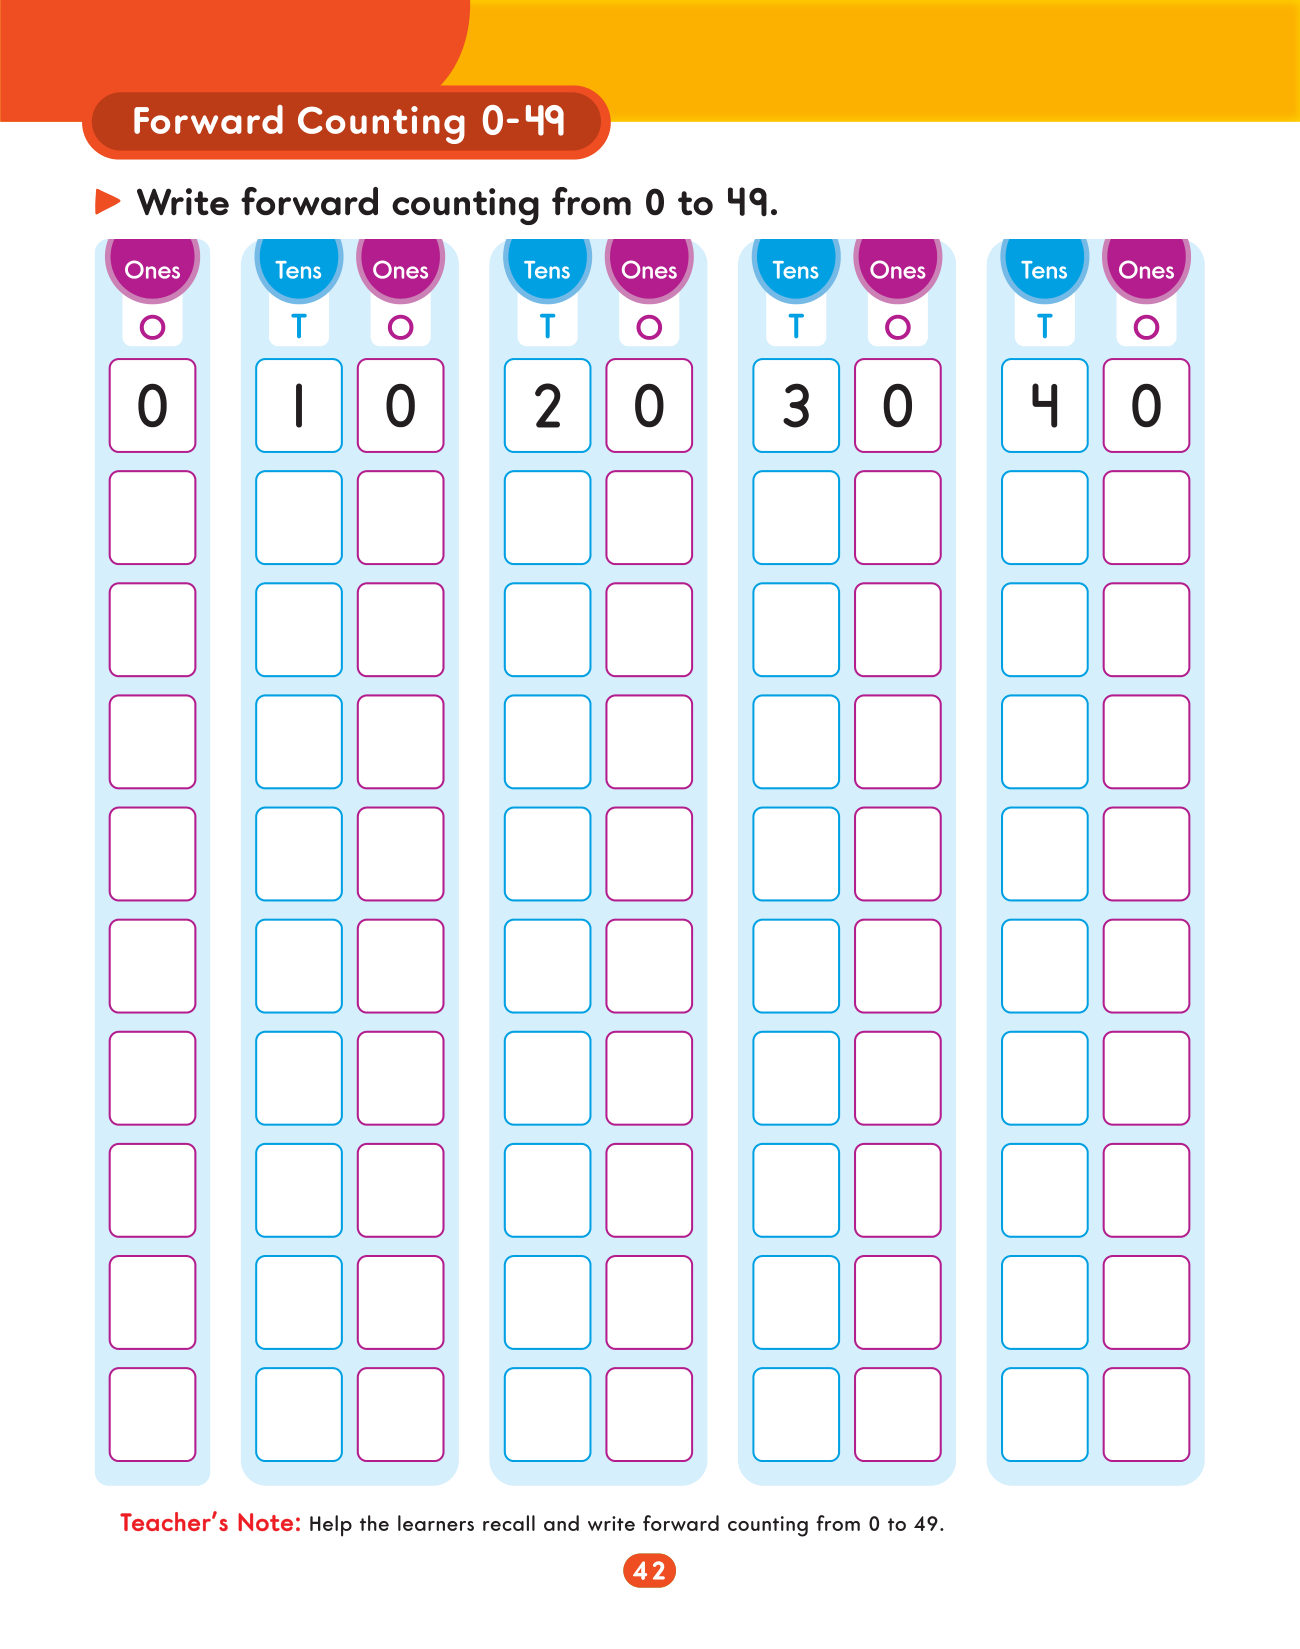 Forward Counting 0-49
Write forward counting from 0 to 49.
Ones Tens Ones Tens Ones Tens Ones Tens Ones
O T O T O T O T O
0 1 0 2 0 3 0 4 0
Teacher's Note: Help the learners recall and write forward counting from 0 to 49.
42